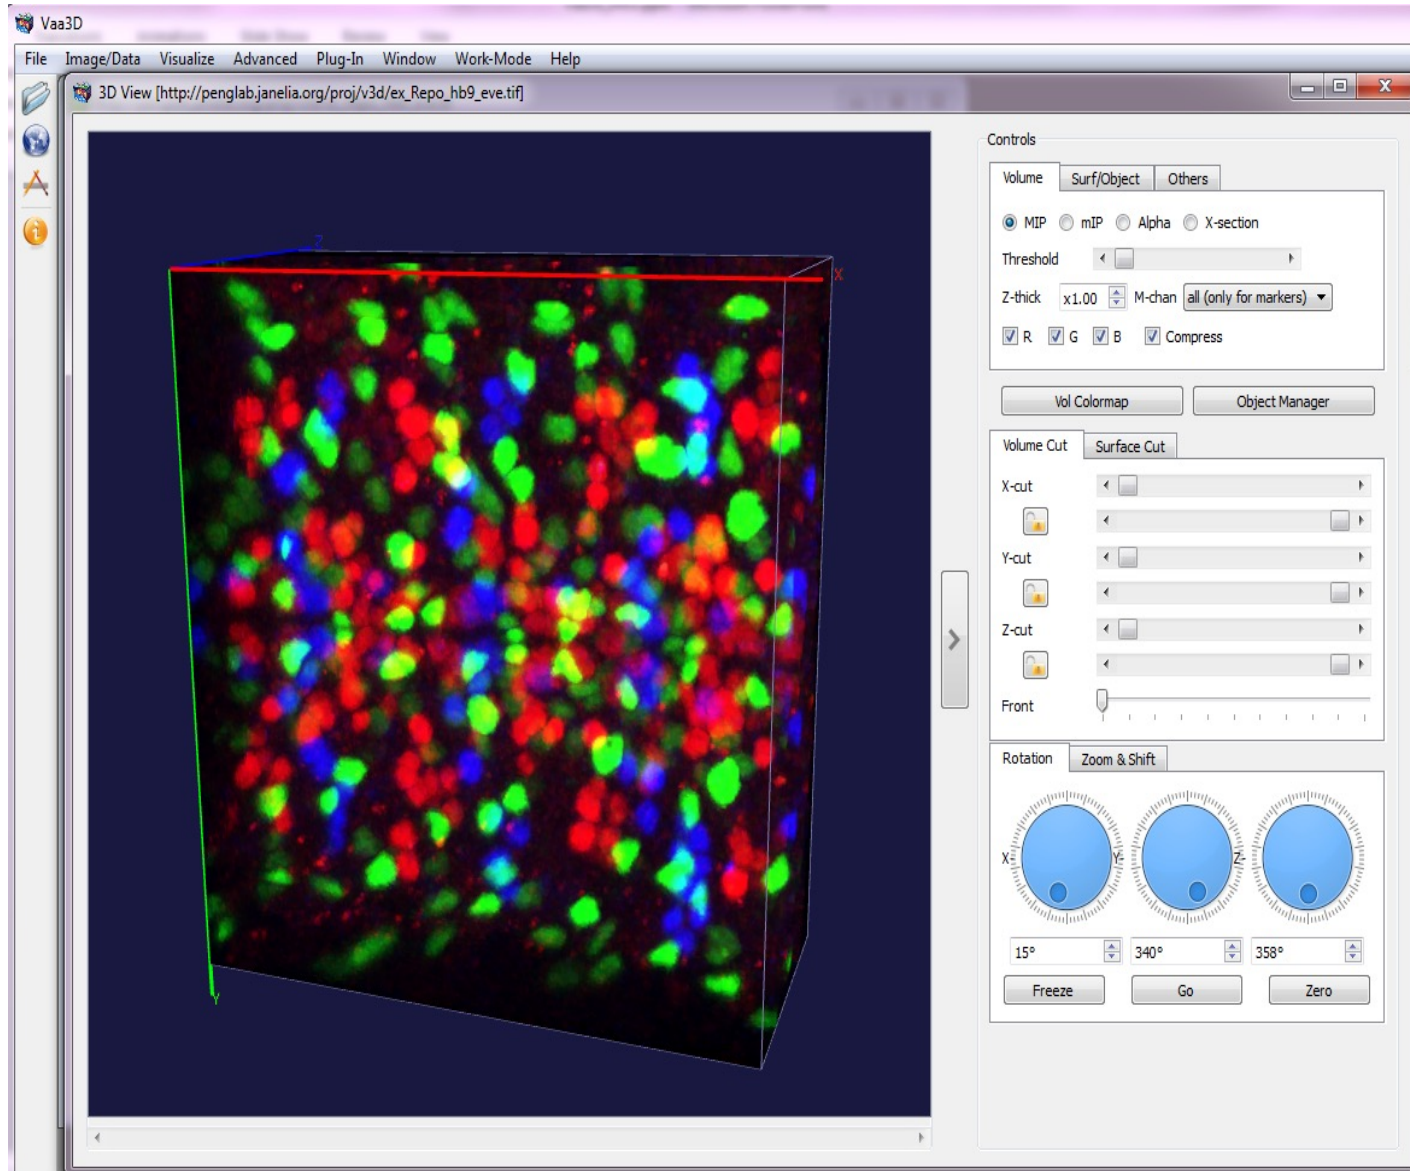 Vaa3D
File Image/Data Visualize Advanced Plug-In Window Work-Mode Help
3D View [http://penglab.janelia.org/proj/v3d/ex_Repo_hb9_eve.tif]
Controls
Volume Surf/Object Others
MIP mIP Alpha X-section
Threshold
Z-thick x1.00 M-chan all (only for markers)
R G B Compress
Vol Colormap Object Manager
Volume Cut Surface Cut
X-cut
Y-cut
Z-cut
Front
Rotation Zoom & Shift
X- Y- Z-
15° 340° 358°
Freeze Go Zero
Z
X
Y